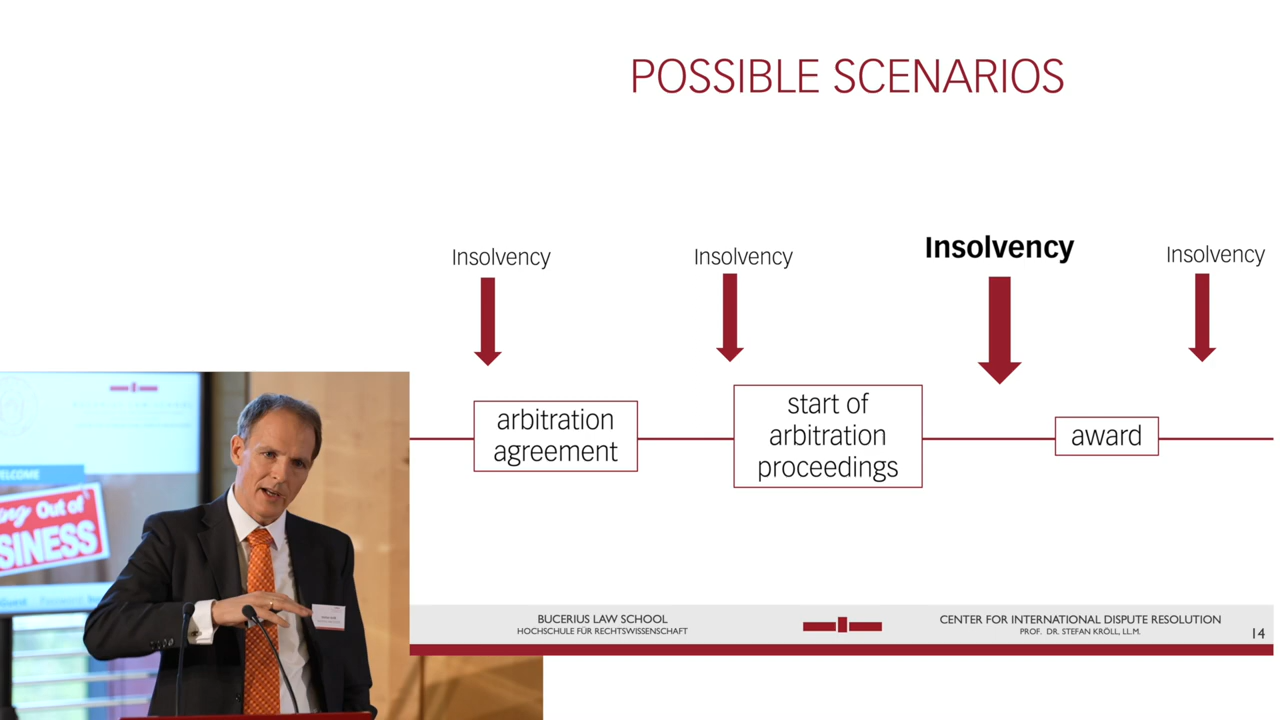 POSSIBLE SCENARIOS
Insolvency
Insolvency
Insolvency
Insolvency
arbitration
agreement
start of
arbitration
proceedings
award
ELCOME
Out of
SINESS
BUCERIUS LAW SCHOOL
HOCHSCHULE FÜR RECHTSWISSENSCHAFT
CENTER FOR INTERNATIONAL DISPUTE RESOLUTION
PROF. DR. STEFAN KRÖLL, LL.M.
14